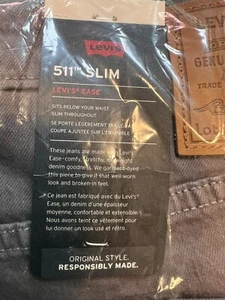 Levi's
511™ SLIM
LEVI'S® EASE
SITS BELOW YOUR WAIST
SLIM THROUGHOUT
SE PORTE LÉGÈREMENT
COUPE AJUSTÉE SUR L'ENSEMBLE
These jeans are made with Levi's®
Ease-comfy, stretchy,
denim goodness. We garment-dyed
this piece to give it that well worn
look and broken-in feel.
Ce jean est fabriqué avec du Levi's®
Ease, un denim d'une épaisseur
moyenne, confortable et extensible.
Nous avons teint ce vêtement pour
lui donner un look usé et rétro.
ORIGINAL STYLE.
RESPONSIBLY MADE.
LEVI
GENU
TRADE